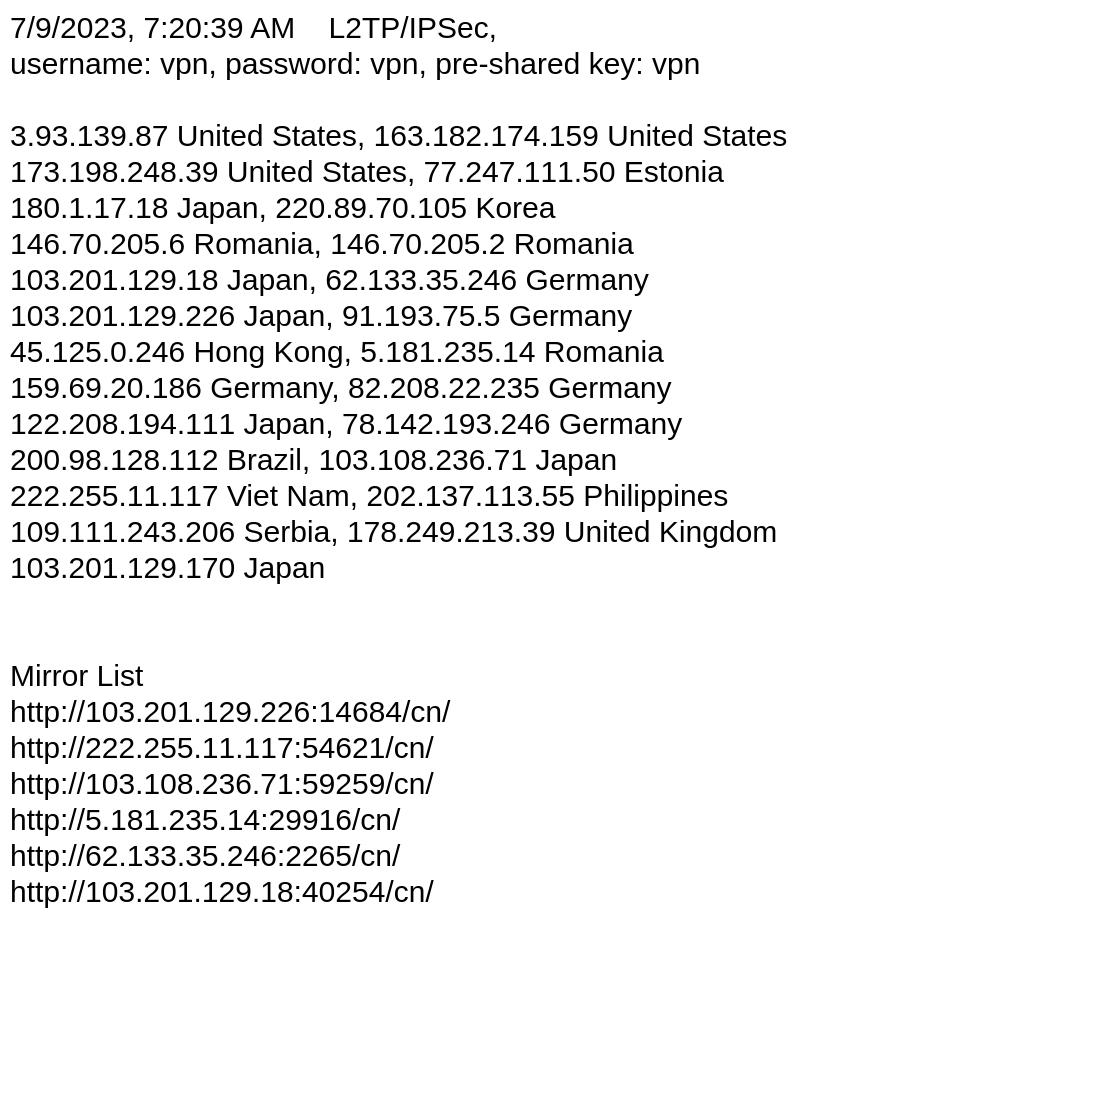 7/9/2023, 7:20:39 AM    L2TP/IPSec,
username: vpn, password: vpn, pre-shared key: vpn
3.93.139.87 United States, 163.182.174.159 United States
173.198.248.39 United States, 77.247.111.50 Estonia
180.1.17.18 Japan, 220.89.70.105 Korea
146.70.205.6 Romania, 146.70.205.2 Romania
103.201.129.18 Japan, 62.133.35.246 Germany
103.201.129.226 Japan, 91.193.75.5 Germany
45.125.0.246 Hong Kong, 5.181.235.14 Romania
159.69.20.186 Germany, 82.208.22.235 Germany
122.208.194.111 Japan, 78.142.193.246 Germany
200.98.128.112 Brazil, 103.108.236.71 Japan
222.255.11.117 Viet Nam, 202.137.113.55 Philippines
109.111.243.206 Serbia, 178.249.213.39 United Kingdom
103.201.129.170 Japan
Mirror List
http://103.201.129.226:14684/cn/
http://222.255.11.117:54621/cn/
http://103.108.236.71:59259/cn/
http://5.181.235.14:29916/cn/
http://62.133.35.246:2265/cn/
http://103.201.129.18:40254/cn/